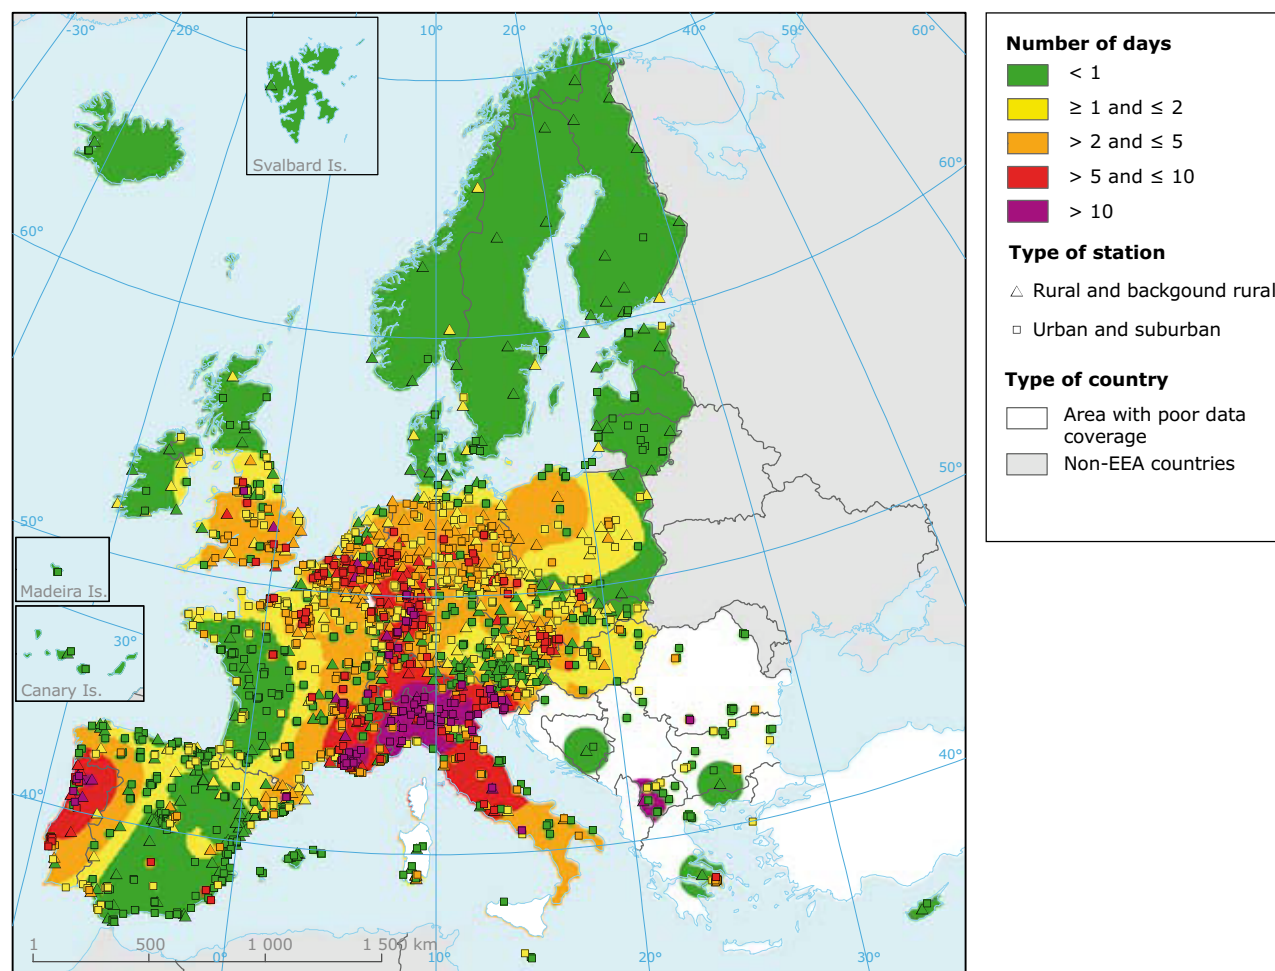 -30°
-20°
10°
20°
30°
50°
60°
Svalbard Is.
60°
60°
50°
50°
Madeira Is.
30°
Canary Is.
40°
40°
1
500
1 000
1 500 km
0°
10°
20°
30°
Number of days
< 1
≥ 1 and ≤ 2
> 2 and ≤ 5
> 5 and ≤ 10
> 10
Type of station
Rural and backgound rural
Urban and suburban
Type of country
Area with poor data
coverage
Non-EEA countries